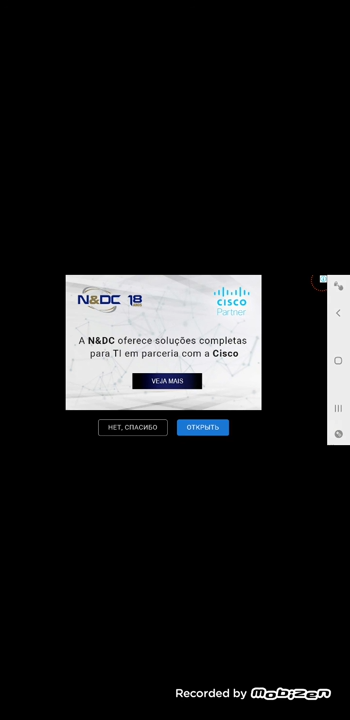 N&DC 18
CISCO
Partner
A N&DC oferece soluções completas
para TI em parceria com a Cisco
VEJA MAIS
НЕТ, СПАСИБО
ОТКРЫТЬ
Recorded by Mobizen